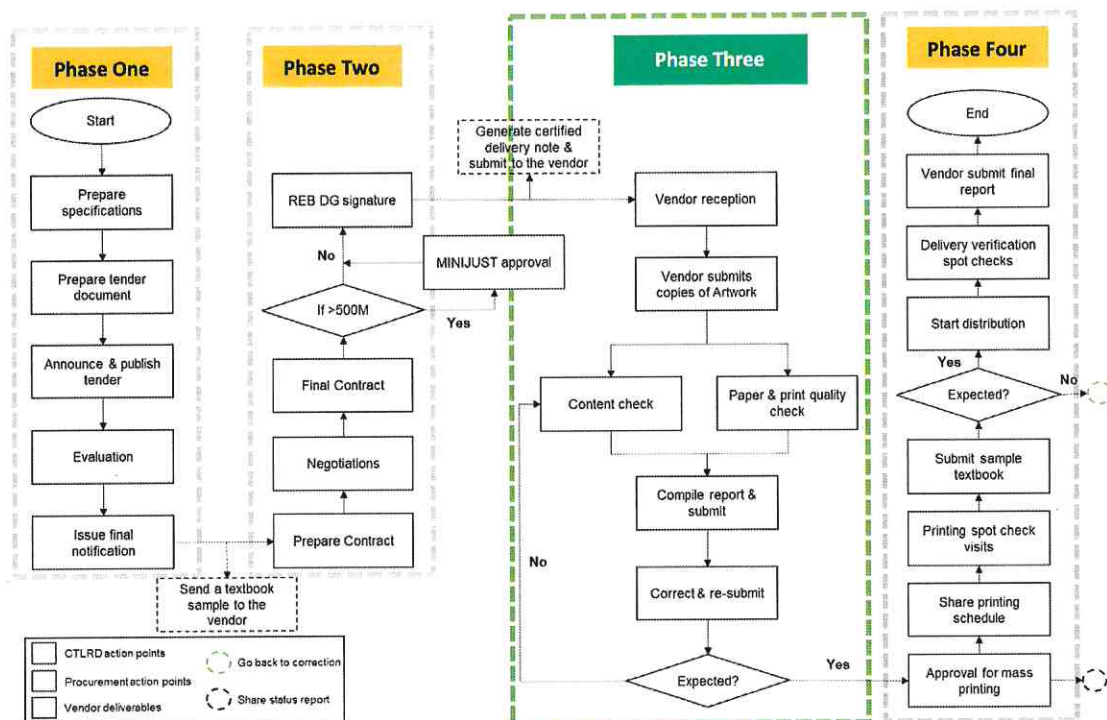 Phase One
Start
Prepare
specifications
Prepare tender
document
Announce & publish
tender
Evaluation
Issue final
notification
Send a textbook
sample to the
vendor
Phase Two
REB DG signature
No
MINIJUST approval
If >500M
Yes
Final Contract
Negotiations
Prepare Contract
Phase Three
Generate certified
delivery note &
submit to the vendor
Vendor reception
Vendor submits
copies of Artwork
Content check
Paper & print quality
check
Compile report &
submit
No
Correct & re-submit
Expected?
Yes
Phase Four
End
Vendor submit final
report
Delivery verification
spot checks
Start distribution
Yes
Expected?
No
Submit sample
textbook
Printing spot check
visits
Share printing
schedule
Approval for mass
printing
CTLRD action points
Procurement action points
Vendor deliverables
Go back to correction
Share status report